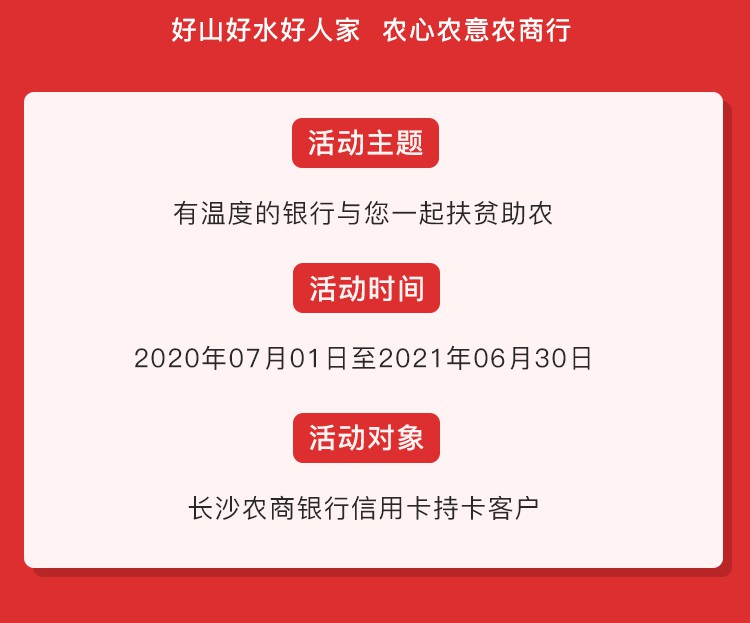 好山好水好人家 农心农意农商行
活动主题
有温度的银行与您一起扶贫助农
活动时间
2020年07月01日至2021年06月30日
活动对象
长沙农商银行信用卡持卡客户